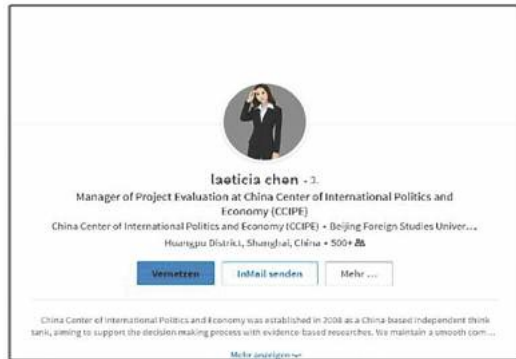 laeticia chen · 3.
Manager of Project Evaluation at China Center of International Politics and
Economy (CCIPE)
China Center of International Politics and Economy (CCIPE) • Beijing Foreign Studies Univer...
Huangpu District, Shanghai, China • 500+
Vernetzen InMail senden Mehr ...
China Center of International Politics and Economy was established in 2008 as a China-based independent think
tank, aiming to support the decision making process with evidence-based researches. We maintain a smooth com...
Mehr anzeigen